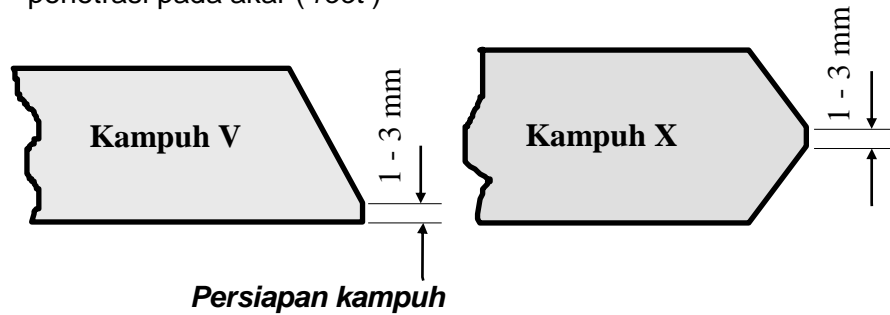 penetrasi pada akar ( root )
Kampuh V
1 - 3 mm
Kampuh X
1 - 3 mm
Persiapan kampuh